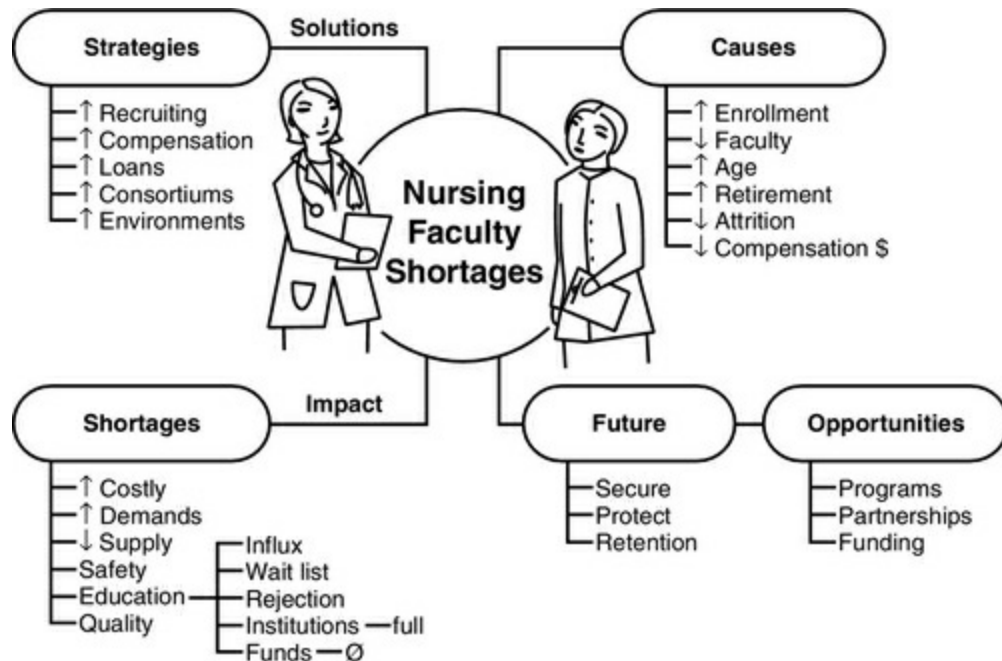 Strategies
Solutions
↑ Recruiting
↑ Compensation
↑ Loans
↑ Consortiums
↑ Environments
Nursing
Faculty
Shortages
Causes
↑ Enrollment
↓ Faculty
↑ Age
↑ Retirement
↓ Attrition
↓ Compensation $
Shortages
Impact
↑ Costly
↑ Demands
↓ Supply
Safety
Education
Quality
Influx
Wait list
Rejection
Institutions — full
Funds — Ø
Future
Secure
Protect
Retention
Opportunities
Programs
Partnerships
Funding